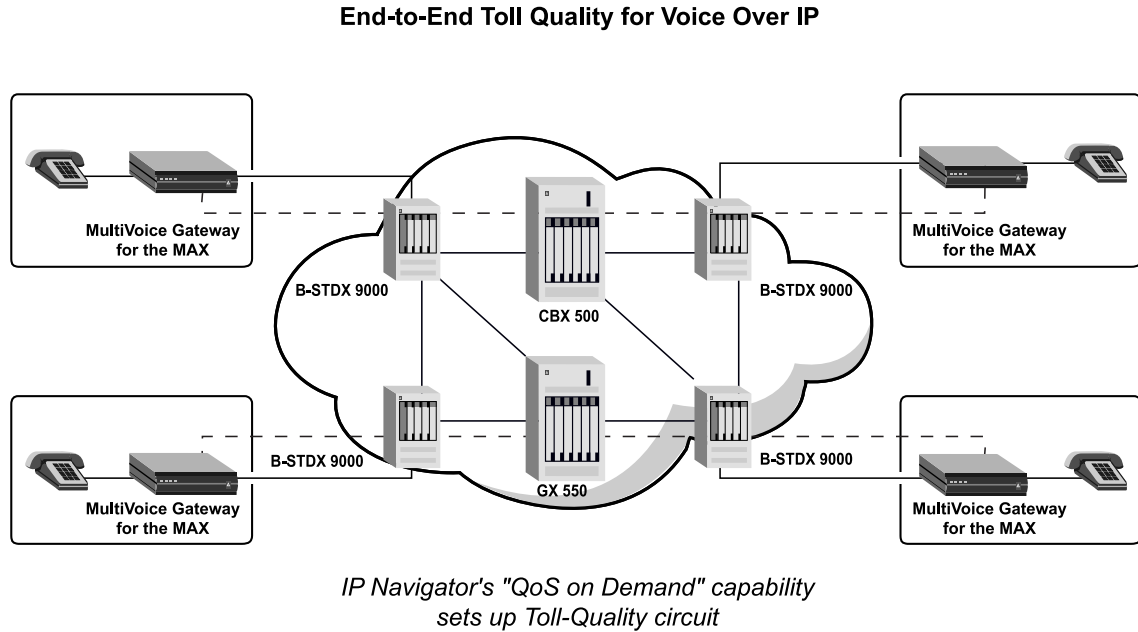 End-to-End Toll Quality for Voice Over IP
MultiVoice Gateway
for the MAX
MultiVoice Gateway
for the MAX
B-STDX 9000
CBX 500
B-STDX 9000
B-STDX 9000
GX 550
B-STDX 9000
MultiVoice Gateway
for the MAX
MultiVoice Gateway
for the MAX
IP Navigator's "QoS on Demand" capability
sets up Toll-Quality circuit